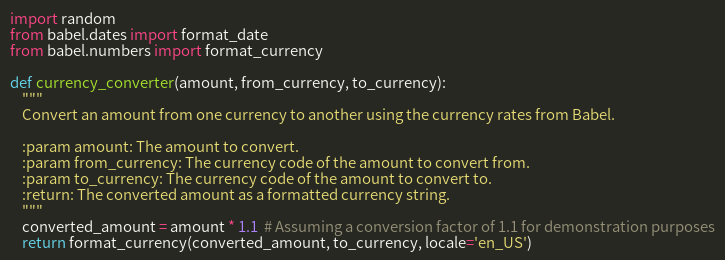 import random
from babel.dates import format_date
from babel.numbers import format_currency
def currency_converter(amount, from_currency, to_currency):
"""
Convert an amount from one currency to another using the currency rates from Babel.
:param amount: The amount to convert.
:param from_currency: The currency code of the amount to convert from.
:param to_currency: The currency code of the amount to convert to.
:return: The converted amount as a formatted currency string.
"""
converted_amount = amount * 1.1 # Assuming a conversion factor of 1.1 for demonstration purposes
return format_currency(converted_amount, to_currency, locale='en_US')